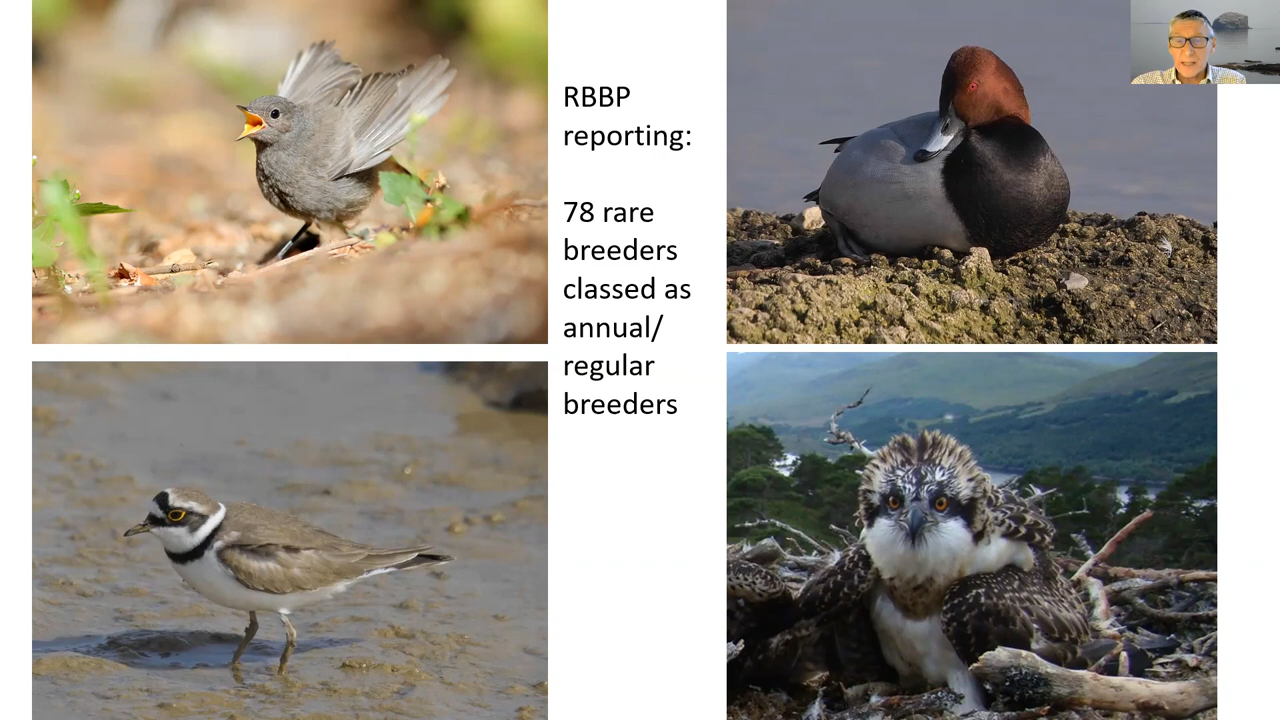 RBBP
reporting:
78 rare
breeders
classed as
annual/
regular
breeders